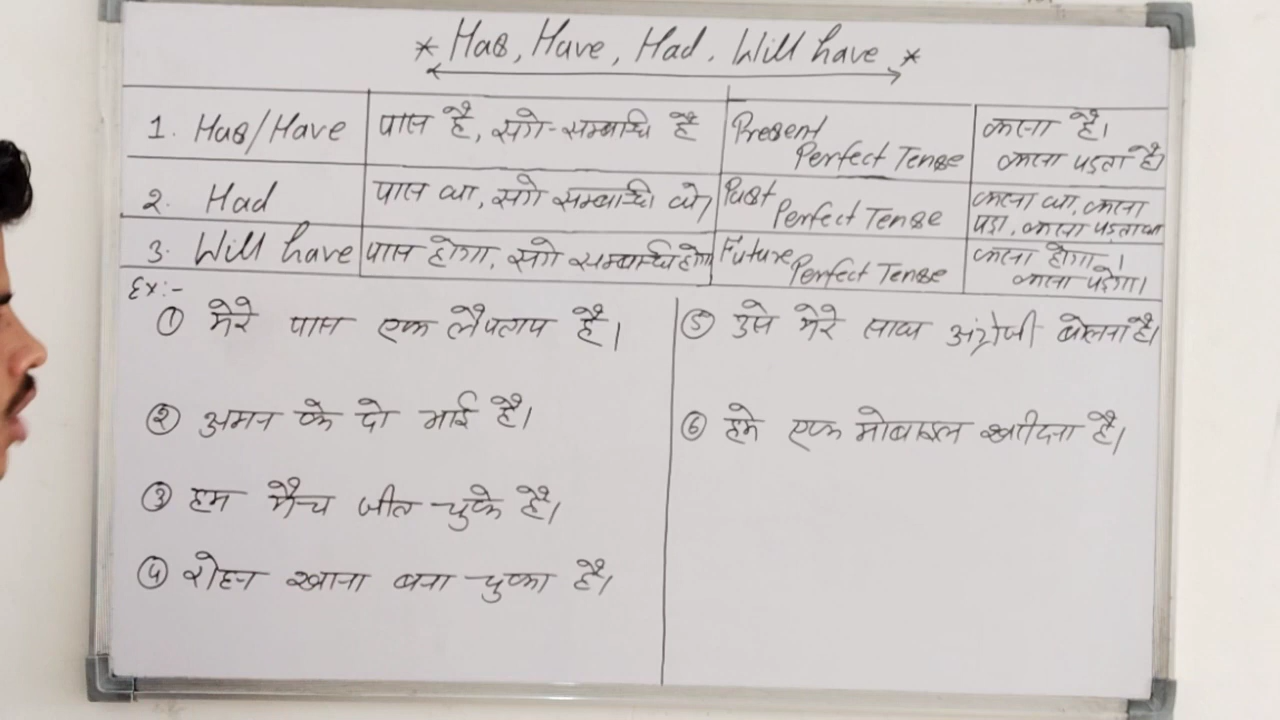 * Has, Have, Had, Will have *
1. Has/Have पास है, सगे-सम्बन्धि है Present Perfect Tense करना है। करना पड़ता है।
2. Had पास था, सगे सम्बन्धि थे। Past Perfect Tense करना था, करना पड़ा, करना पड़ता था
3. Will have पास होगा, सगे सम्बन्धि होगे Future Perfect Tense करना होगा। करना पड़ेगा।
Ex:-
① मेरे पास एक लैपटाप है।
② अमन के दो भाई है।
③ हम मैच जीत चुके है।
④ रोहन खाना बना चुका है।
⑤ उसे मेरे साथ अंग्रेजी बोलना है।
⑥ हमे एक मोबाइल खरीदना है।